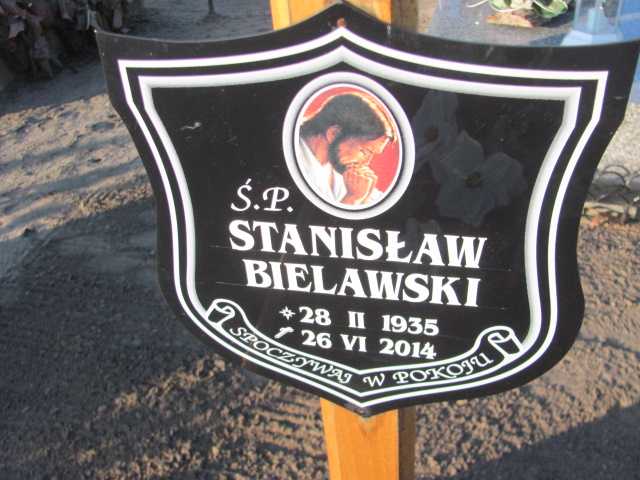 Ś.P.
STANISŁAW
BIELAWSKI
* 28 II 1935
✝ 26 VI 2014
SPOCZYWAJ W POKOJU